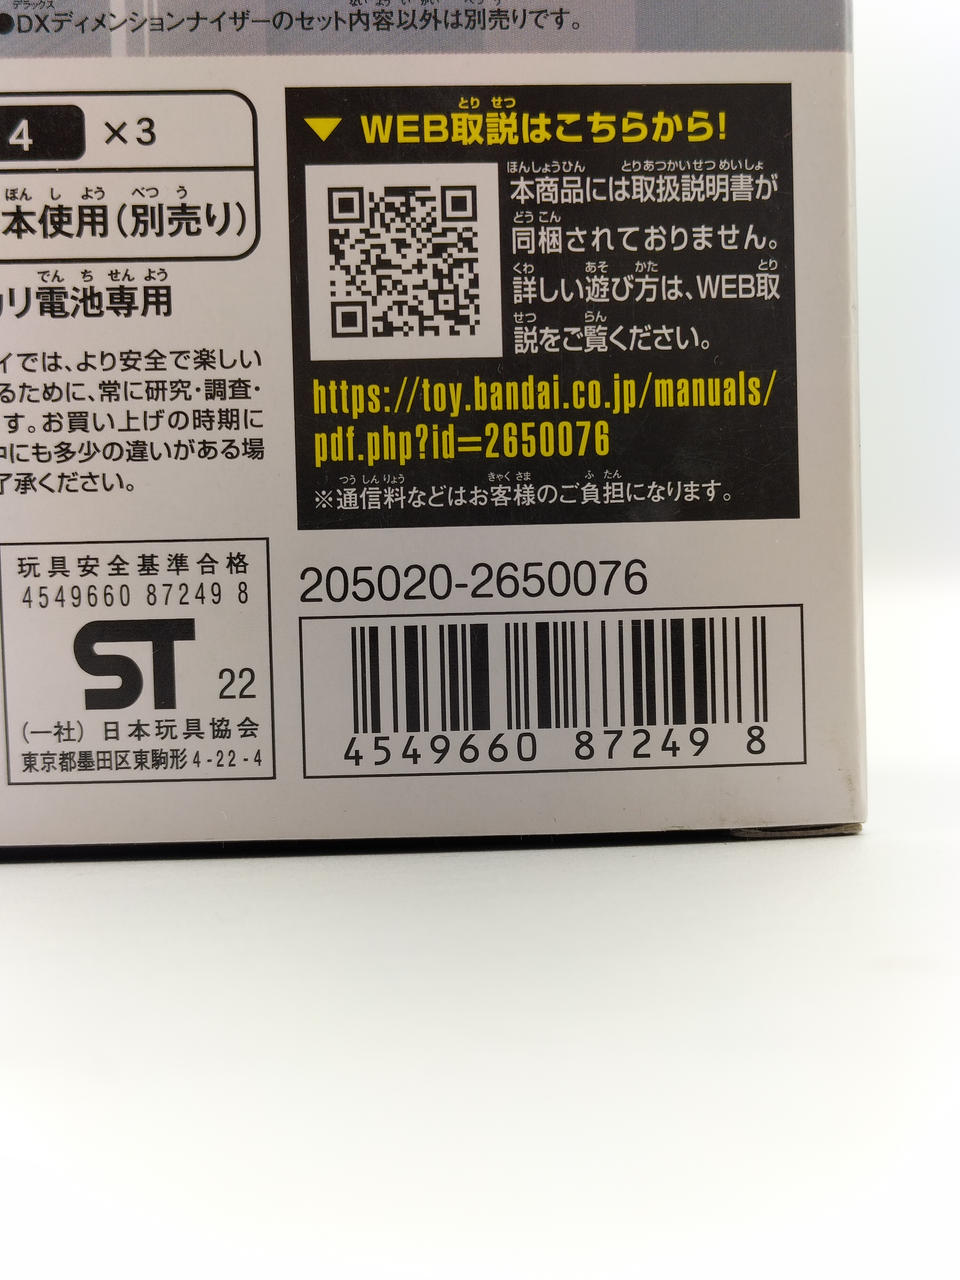 ●DXディメンションナイザーのセット内容以外は別売りです。
4 ×3
本使用(別売り)
リ電池専用
イでは、より安全で楽しい
るために、常に研究・調査・
す。お買い上げの時期に
中にも多少の違いがある場
了承ください。
▼ WEB取説はこちらから!
本商品には取扱説明書が
同梱されておりません。
詳しい遊び方は、WEB取
説をご覧ください。
https://toy.bandai.co.jp/manuals/
pdf.php?id=2650076
※通信料などはお客様のご負担になります。
玩具安全基準合格
4549660 87249 8
ST 22
(一社) 日本玩具協会
東京都墨田区東駒形4-22-4
205020-2650076
4549660 87249 8